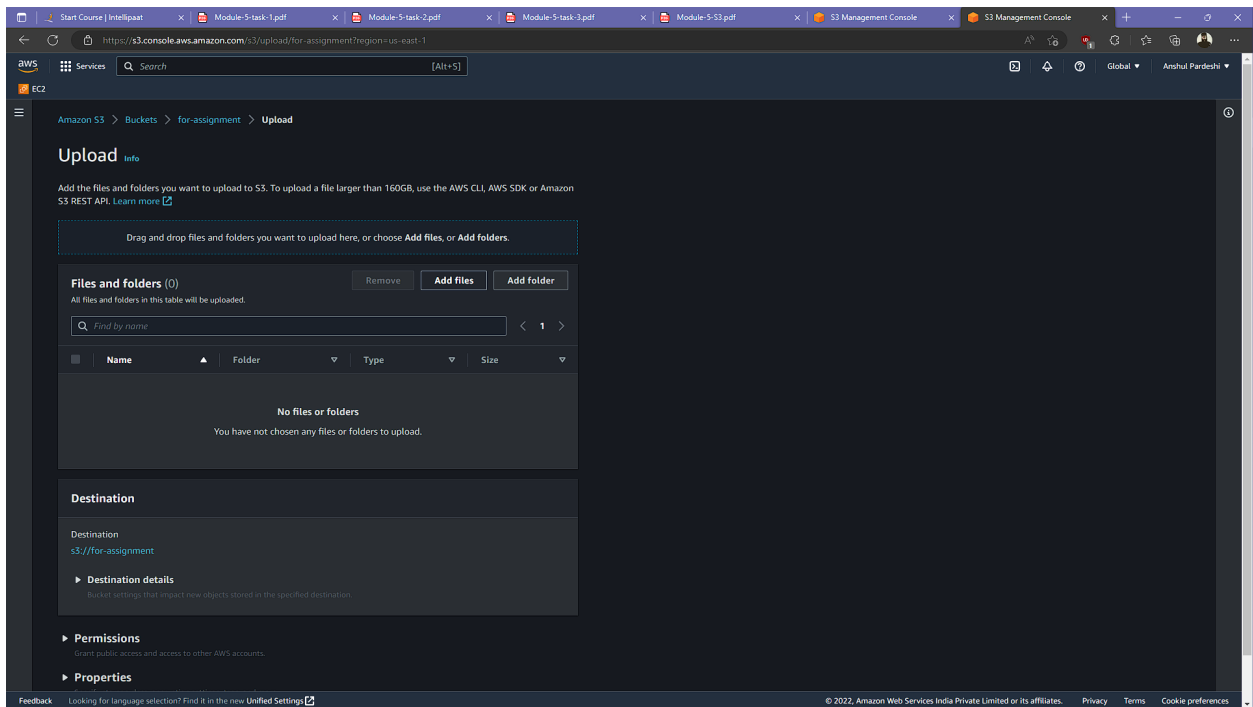 Start Course | Intellipaat
Module-5-task-1.pdf
Module-5-task-2.pdf
Module-5-task-3.pdf
Module-5-S3.pdf
S3 Management Console
S3 Management Console
https://s3.console.aws.amazon.com/s3/upload/for-assignment?region=us-east-1
aws
Services
Search
[Alt+S]
Global
Anshul Pardeshi
EC2
Amazon S3 > Buckets > for-assignment > Upload
Upload Info
Add the files and folders you want to upload to S3. To upload a file larger than 160GB, use the AWS CLI, AWS SDK or Amazon
S3 REST API. Learn more
Drag and drop files and folders you want to upload here, or choose Add files, or Add folders.
Files and folders (0)
Remove
Add files
Add folder
All files and folders in this table will be uploaded.
Find by name
1
Name
Folder
Type
Size
No files or folders
You have not chosen any files or folders to upload.
Destination
Destination
s3://for-assignment
Destination details
Bucket settings that impact new objects stored in the specified destination.
Permissions
Grant public access and access to other AWS accounts.
Properties
Feedback
Looking for language selection? Find it in the new Unified Settings
© 2022, Amazon Web Services India Private Limited or its affiliates.
Privacy
Terms
Cookie preferences